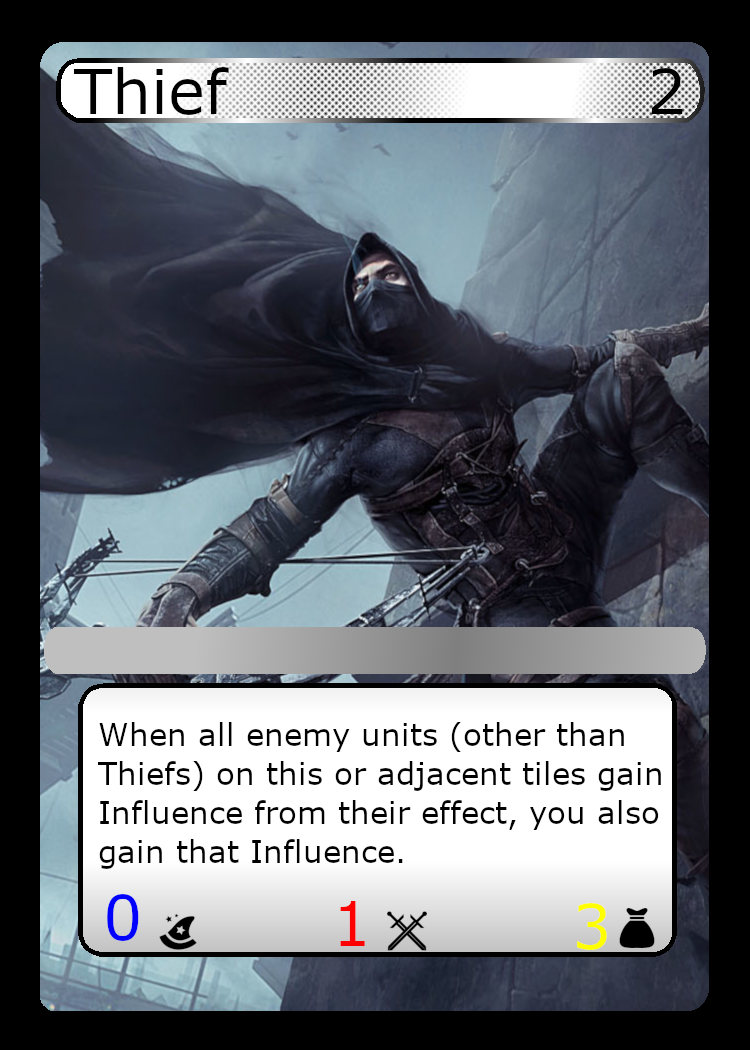 Thief 2
When all enemy units (other than
Thiefs) on this or adjacent tiles gain
Influence from their effect, you also
gain that Influence.
0 1 3